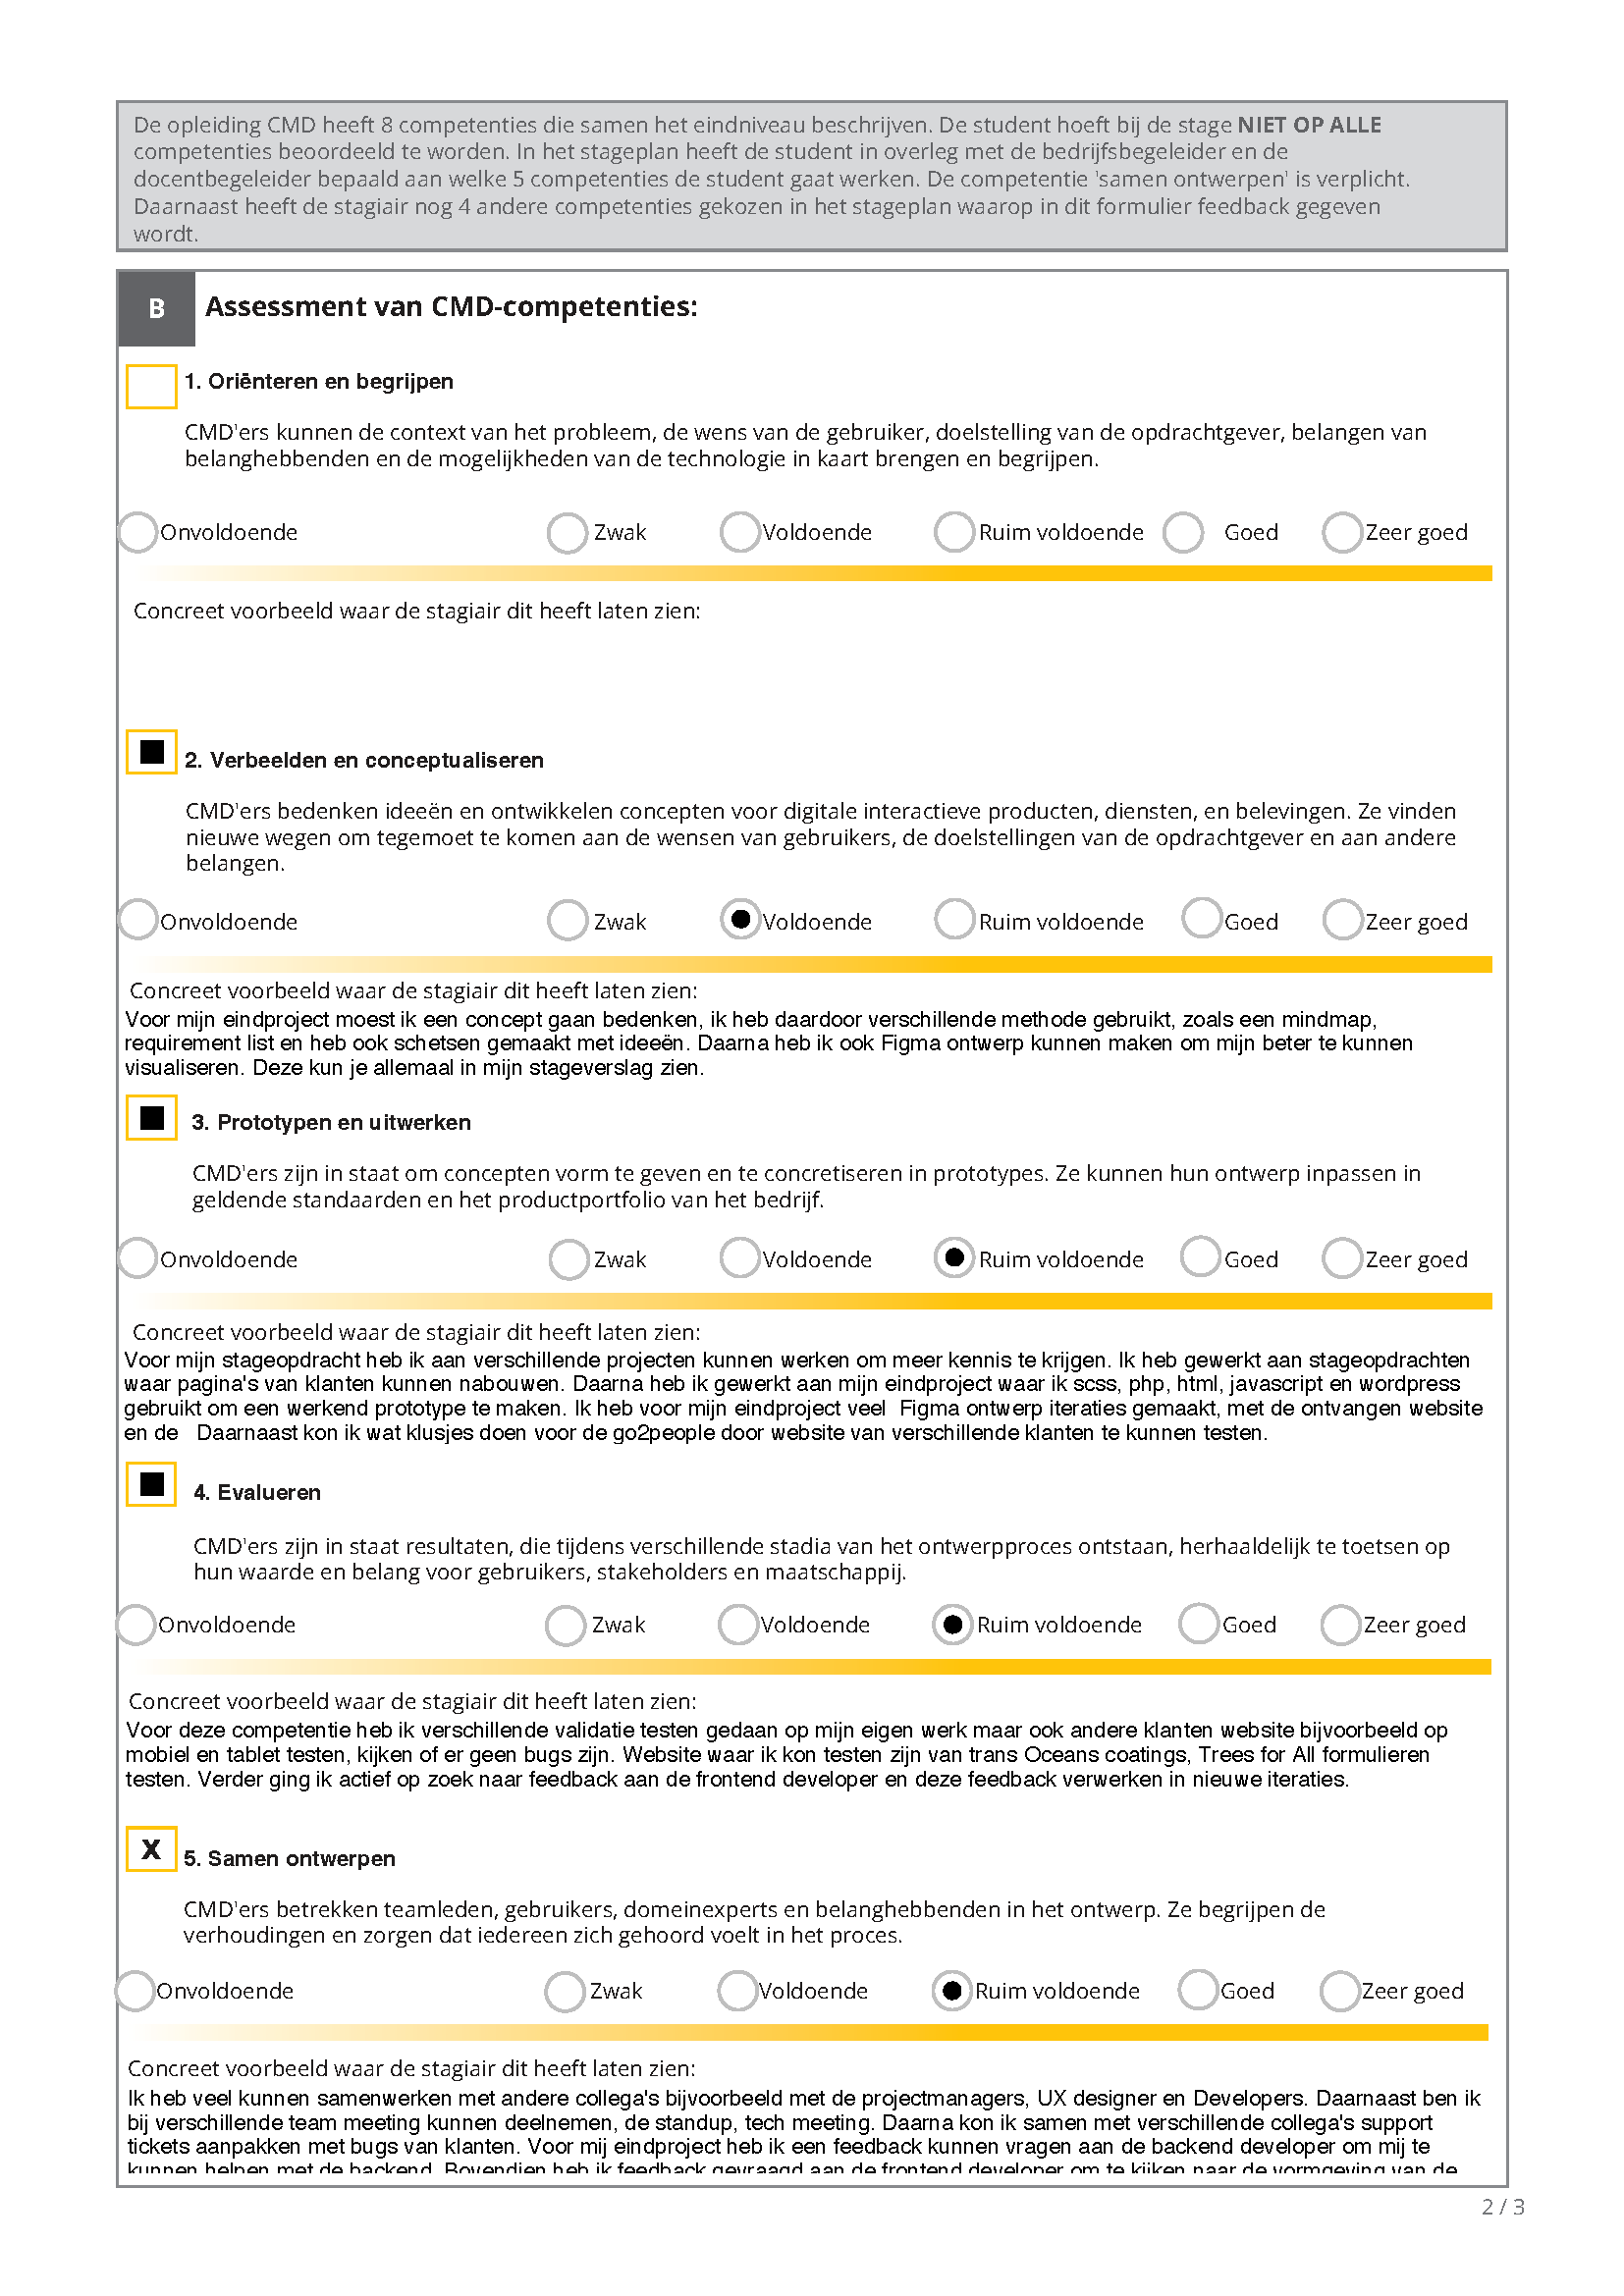 De opleiding CMD heeft 8 competenties die samen het eindniveau beschrijven. De student hoeft bij de stage NIET OP ALLE
competenties beoordeeld te worden. In het stageplan heeft de student in overleg met de bedrijfsbegeleider en de
docentbegeleider bepaald aan welke 5 competenties de student gaat werken. De competentie 'samen ontwerpen' is verplicht.
Daarnaast heeft de stagiair nog 4 andere competenties gekozen in het stageplan waarop in dit formulier feedback gegeven
wordt.
B Assessment van CMD-competenties:
1. Oriënteren en begrijpen
CMD'ers kunnen de context van het probleem, de wens van de gebruiker, doelstelling van de opdrachtgever, belangen van
belanghebbenden en de mogelijkheden van de technologie in kaart brengen en begrijpen.
Onvoldoende Zwak Voldoende Ruim voldoende Goed Zeer goed
Concreet voorbeeld waar de stagiair dit heeft laten zien:
2. Verbeelden en conceptualiseren
CMD'ers bedenken ideeën en ontwikkelen concepten voor digitale interactieve producten, diensten, en belevingen. Ze vinden
nieuwe wegen om tegemoet te komen aan de wensen van gebruikers, de doelstellingen van de opdrachtgever en aan andere
belangen.
Onvoldoende Zwak Voldoende Ruim voldoende Goed Zeer goed
Concreet voorbeeld waar de stagiair dit heeft laten zien:
Voor mijn eindproject moest ik een concept gaan bedenken, ik heb daardoor verschillende methode gebruikt, zoals een mindmap,
requirement list en heb ook schetsen gemaakt met ideeën. Daarna heb ik ook Figma ontwerp kunnen maken om mijn beter te kunnen
visualiseren. Deze kun je allemaal in mijn stageverslag zien.
3. Prototypen en uitwerken
CMD'ers zijn in staat om concepten vorm te geven en te concretiseren in prototypes. Ze kunnen hun ontwerp inpassen in
geldende standaarden en het productportfolio van het bedrijf.
Onvoldoende Zwak Voldoende Ruim voldoende Goed Zeer goed
Concreet voorbeeld waar de stagiair dit heeft laten zien:
Voor mijn stageopdracht heb ik aan verschillende projecten kunnen werken om meer kennis te krijgen. Ik heb gewerkt aan stageopdrachten
waar pagina's van klanten kunnen nabouwen. Daarna heb ik gewerkt aan mijn eindproject waar ik scss, php, html, javascript en wordpress
gebruikt om een werkend prototype te maken. Ik heb voor mijn eindproject veel Figma ontwerp iteraties gemaakt, met de ontvangen website
en de Daarnaast kon ik wat klusjes doen voor de go2people door website van verschillende klanten te kunnen testen.
4. Evalueren
CMD'ers zijn in staat resultaten, die tijdens verschillende stadia van het ontwerpproces ontstaan, herhaaldelijk te toetsen op
hun waarde en belang voor gebruikers, stakeholders en maatschappij.
Onvoldoende Zwak Voldoende Ruim voldoende Goed Zeer goed
Concreet voorbeeld waar de stagiair dit heeft laten zien:
Voor deze competentie heb ik verschillende validatie testen gedaan op mijn eigen werk maar ook andere klanten website bijvoorbeeld op
mobiel en tablet testen, kijken of er geen bugs zijn. Website waar ik kon testen zijn van trans Oceans coatings, Trees for All formulieren
testen. Verder ging ik actief op zoek naar feedback aan de frontend developer en deze feedback verwerken in nieuwe iteraties.
X 5. Samen ontwerpen
CMD'ers betrekken teamleden, gebruikers, domeinexperts en belanghebbenden in het ontwerp. Ze begrijpen de
verhoudingen en zorgen dat iedereen zich gehoord voelt in het proces.
Onvoldoende Zwak Voldoende Ruim voldoende Goed Zeer goed
Concreet voorbeeld waar de stagiair dit heeft laten zien:
Ik heb veel kunnen samenwerken met andere collega's bijvoorbeeld met de projectmanagers, UX designer en Developers. Daarnaast ben ik
bij verschillende team meeting kunnen deelnemen, de standup, tech meeting. Daarna kon ik samen met verschillende collega's support
tickets aanpakken met bugs van klanten. Voor mij eindproject heb ik een feedback kunnen vragen aan de backend developer om mij te
kunnen helpen met de backend. Bovendien heb ik feedback gevraagd aan de frontend developer om te kijken naar de vormgeving van de
2 / 3